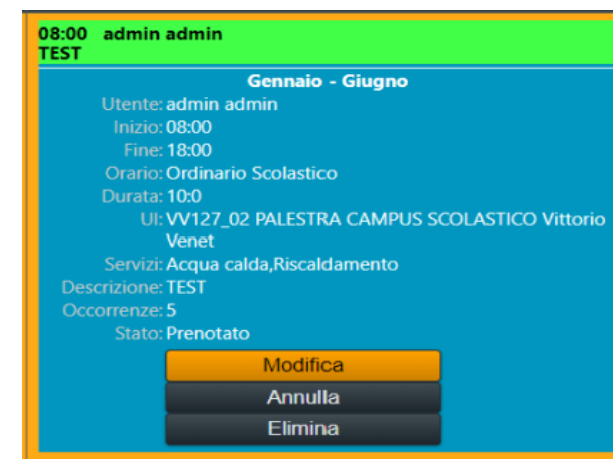 08:00 admin admin
TEST
Gennaio - Giugno
Utente: admin admin
Inizio: 08:00
Fine: 18:00
Orario: Ordinario Scolastico
Durata: 10:0
UI: VV127_02 PALESTRA CAMPUS SCOLASTICO Vittorio
Venet
Servizi: Acqua calda,Riscaldamento
Descrizione: TEST
Occorrenze: 5
Stato: Prenotato
Modifica
Annulla
Elimina